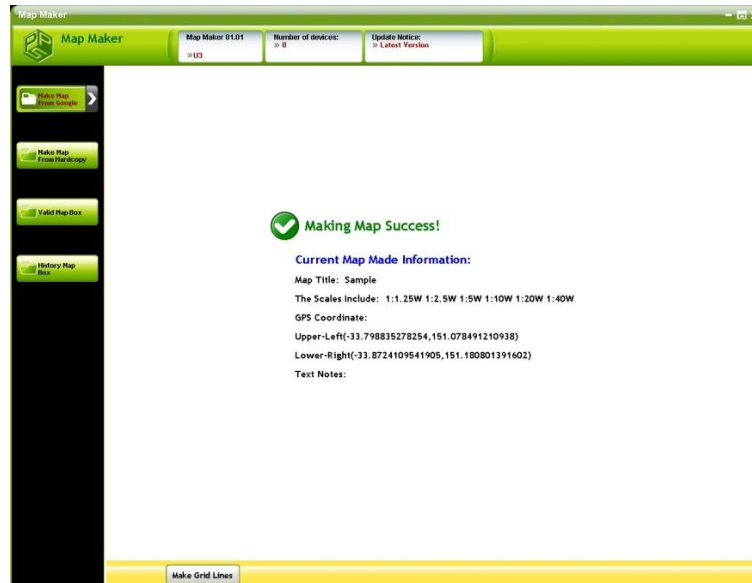 Map Maker
Map Maker
Map Maker 01.01
» U3
Number of devices:
» 0
Update Notice:
» Latest Version
Make Map
From Google
Make Map
From Hardcopy
Valid Map Box
History Map
Box
Making Map Success!
Current Map Made Information:
Map Title: Sample
The Scales Include: 1:1.25W 1:2.5W 1:5W 1:10W 1:20W 1:40W
GPS Coordinate:
Upper-Left(-33.798835278254,151.078491210938)
Lower-Right(-33.8724109541905,151.180801391602)
Text Notes:
Make Grid Lines